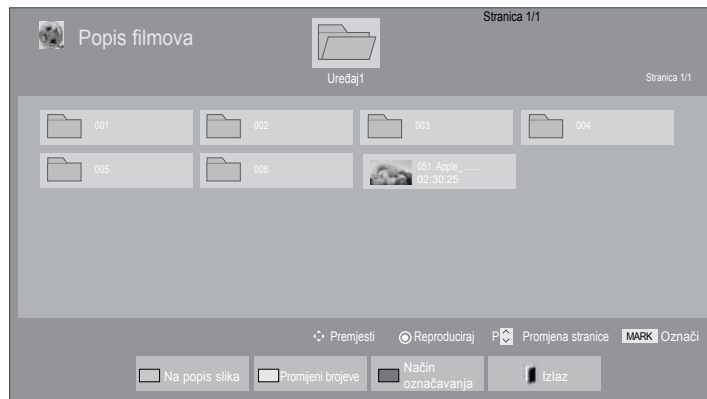 Stranica 1/1
Popis filmova
Uređaj1
Stranica 1/1
001
002
003
004
005
006
051. Apple_ ......
02:30:25
Premjesti
Reproduciraj
P
Promjena stranice
MARK
Označi
Na popis slika
Promijeni brojeve
Način
označavanja
Izlaz